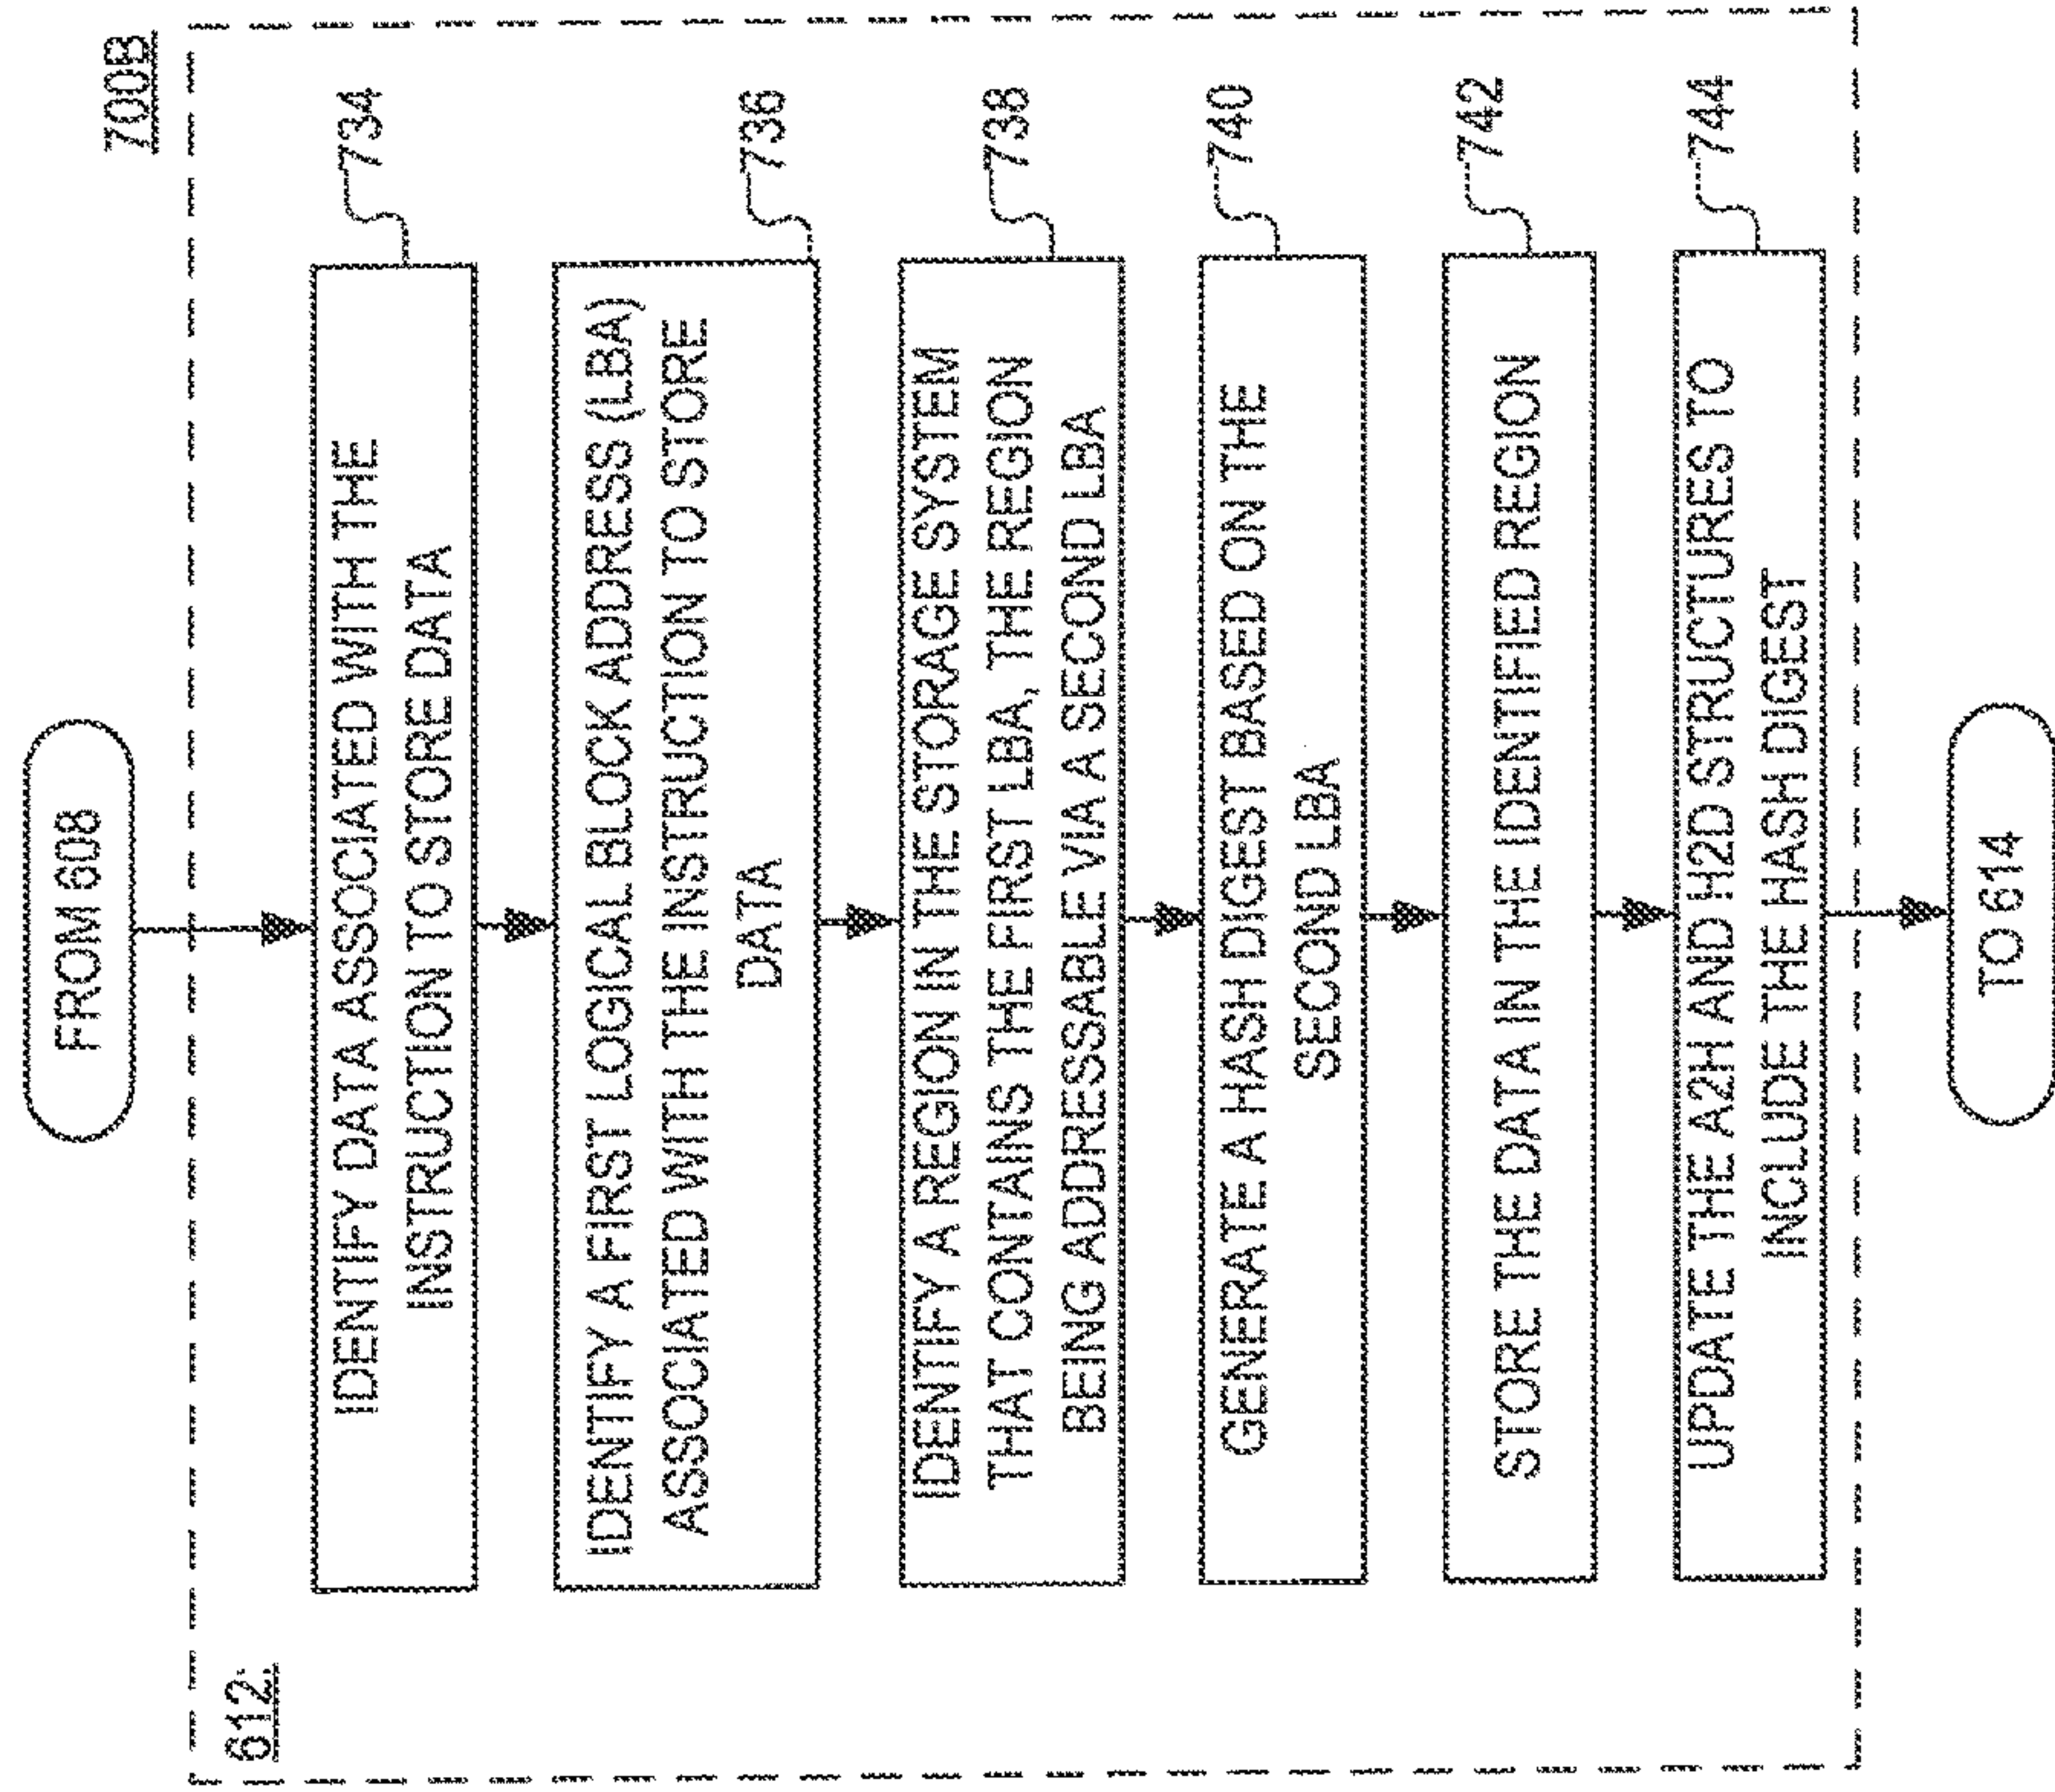 700B
FROM 608
612
IDENTIFY DATA ASSOCIATED WITH THE
INSTRUCTION TO STORE DATA
734
IDENTIFY A FIRST LOGICAL BLOCK ADDRESS (LBA)
ASSOCIATED WITH THE INSTRUCTION TO STORE
DATA
736
IDENTIFY A REGION IN THE STORAGE SYSTEM
THAT CONTAINS THE FIRST LBA, THE REGION
BEING ADDRESSABLE VIA A SECOND LBA
738
GENERATE A HASH DIGEST BASED ON THE
SECOND LBA
740
STORE THE DATA IN THE IDENTIFIED REGION
742
UPDATE THE A2H AND H2D STRUCTURES TO
INCLUDE THE HASH DIGEST
744
TO 614